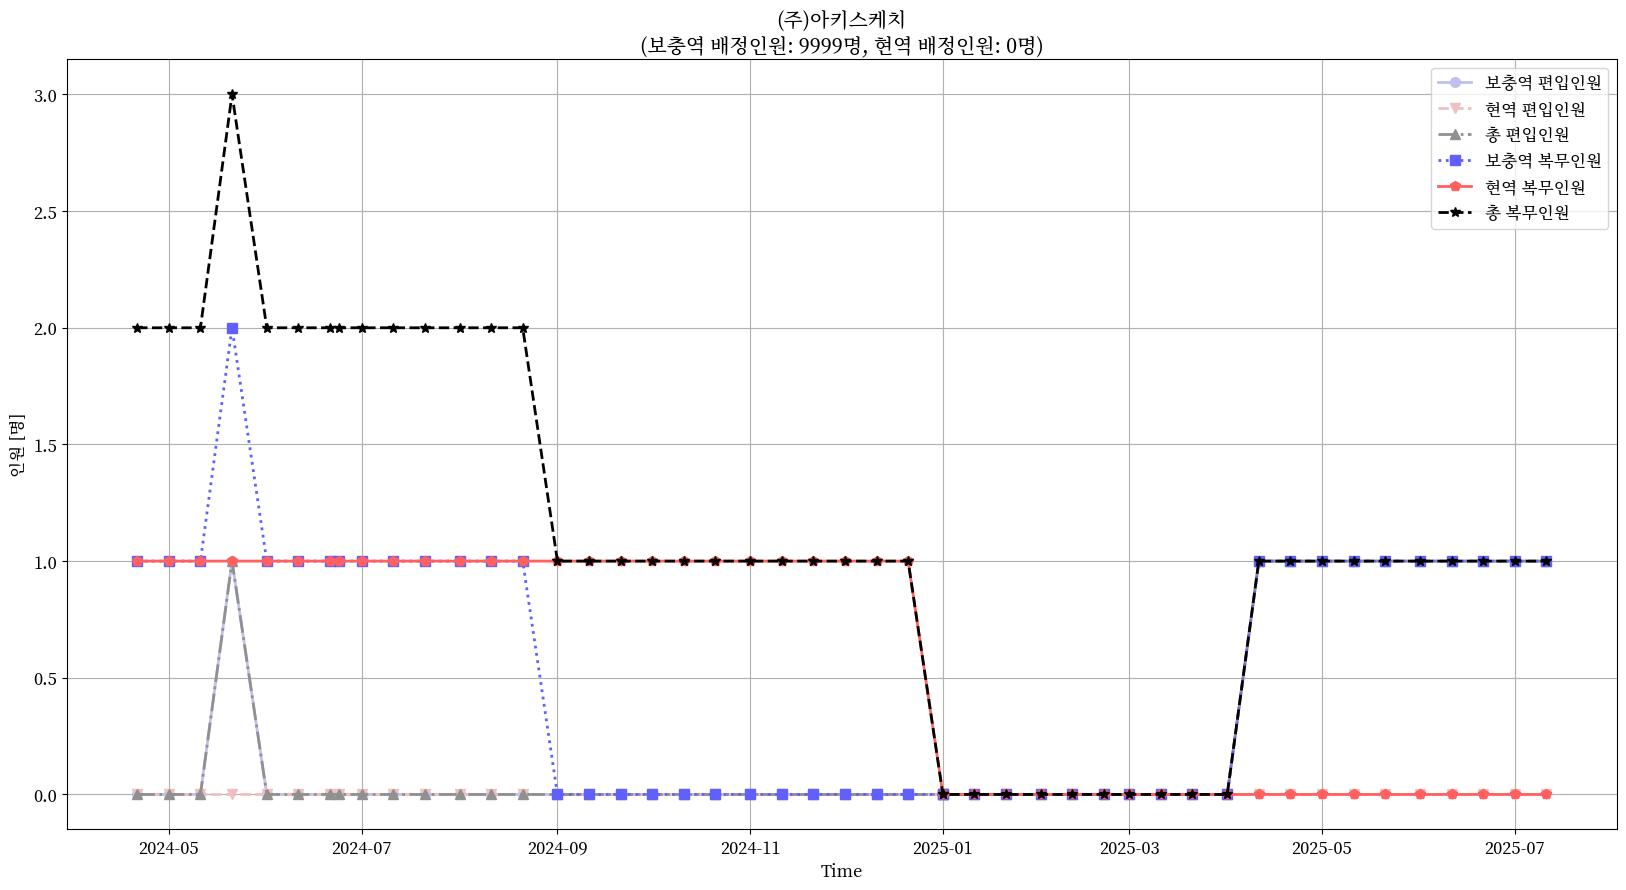 (주)아키스케치
(보충역 배정인원: 9999명, 현역 배정인원: 0명)
보충역 편입인원
현역 편입인원
총 편입인원
보충역 복무인원
현역 복무인원
총 복무인원
인원 [명]
3.0
2.5
2.0
1.5
1.0
0.5
0.0
2024-05
2024-07
2024-09
2024-11
2025-01
2025-03
2025-05
2025-07
Time